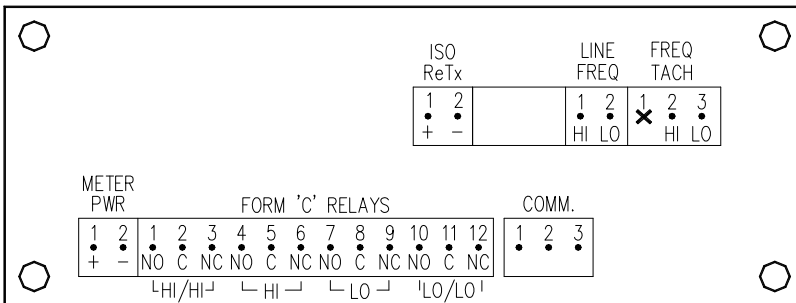 ISO LINE FREQ
ReTx FREQ TACH
1 2 1 2 1 2 3
+ − HI LO HI LO
METER
PWR FORM 'C' RELAYS COMM.
1 2 1 2 3 4 5 6 7 8 9 10 11 12 1 2 3
+ − NO C NC NO C NC NO C NC NO C NC
HI/HI HI LO LO/LO